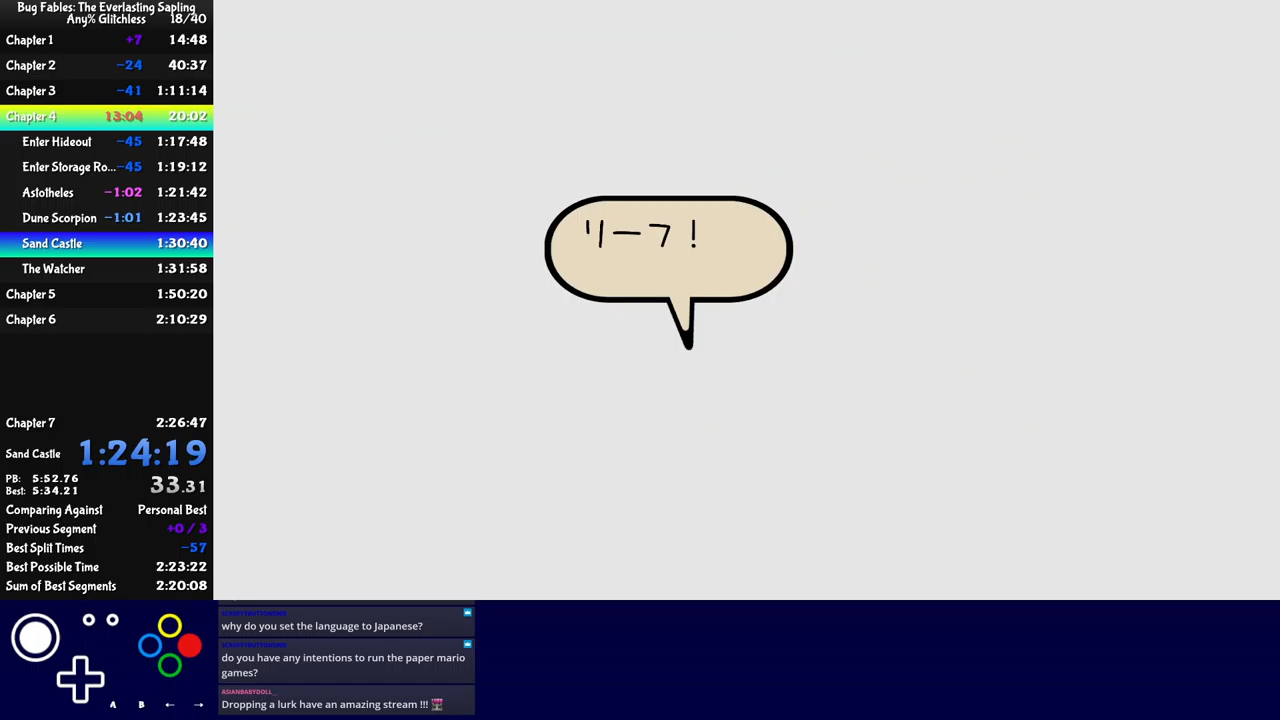 Bug Fables: The Everlasting Sapling
Any% Glitchless 18/40
Chapter 1 +7 14:48
Chapter 2 -24 40:37
Chapter 3 -41 1:11:14
Chapter 4 13:04 20:02
Enter Hideout -45 1:17:48
Enter Storage Ro... -45 1:19:12
Astotheles -1:02 1:21:42
Dune Scorpion -1:01 1:23:45
Sand Castle 1:30:40
The Watcher 1:31:58
Chapter 5 1:50:20
Chapter 6 2:10:29
Chapter 7 2:26:47
Sand Castle 1:24:19
PB: 5:52.76
Best: 5:34.21
33.31
Comparing Against Personal Best
Previous Segment +0 / 3
Best Split Times -57
Best Possible Time 2:23:22
Sum of Best Segments 2:20:08
リーフ!
A B ← →
why do you set the language to Japanese?
do you have any intentions to run the paper mario
games?
ASIANBABYDOLL_
Dropping a lurk have an amazing stream !!!